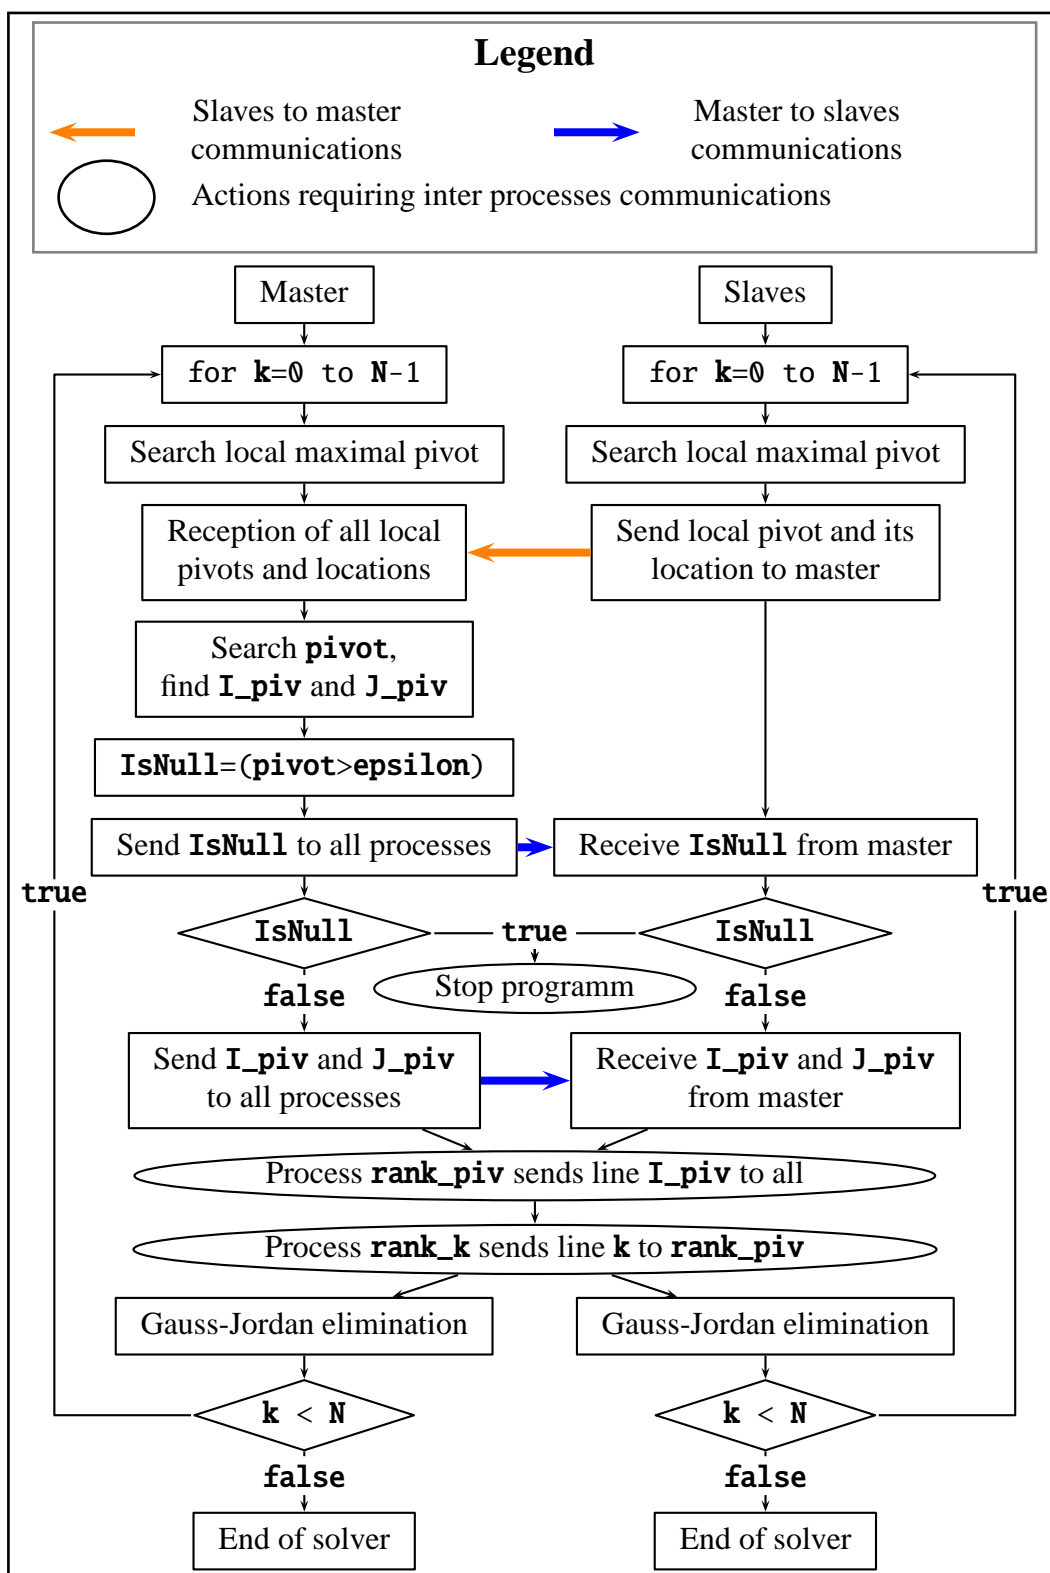 Legend
Slaves to master
communications
Master to slaves
communications
Actions requiring inter processes communications
Master
Slaves
for k=0 to N-1
for k=0 to N-1
Search local maximal pivot
Search local maximal pivot
Reception of all local
pivots and locations
Send local pivot and its
location to master
Search pivot,
find I_piv and J_piv
IsNull=(pivot>epsilon)
Send IsNull to all processes
Receive IsNull from master
true
true
IsNull
true
IsNull
Stop programm
false
false
Send I_piv and J_piv
to all processes
Receive I_piv and J_piv
from master
Process rank_piv sends line I_piv to all
Process rank_k sends line k to rank_piv
Gauss-Jordan elimination
Gauss-Jordan elimination
k < N
k < N
false
false
End of solver
End of solver